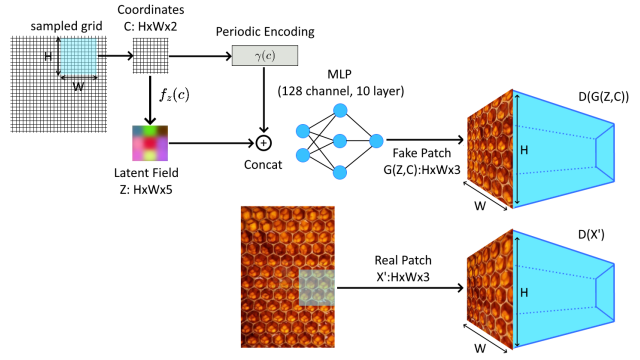 sampled grid
H
W
Coordinates
C: HxWx2
Periodic Encoding
γ(c)
f_z(c)
Latent Field
Z: HxWx5
Concat
MLP
(128 channel, 10 layer)
Fake Patch
G(Z,C):HxWx3
H
W
D(G(Z,C))
Real Patch
X':HxWx3
H
W
D(X')